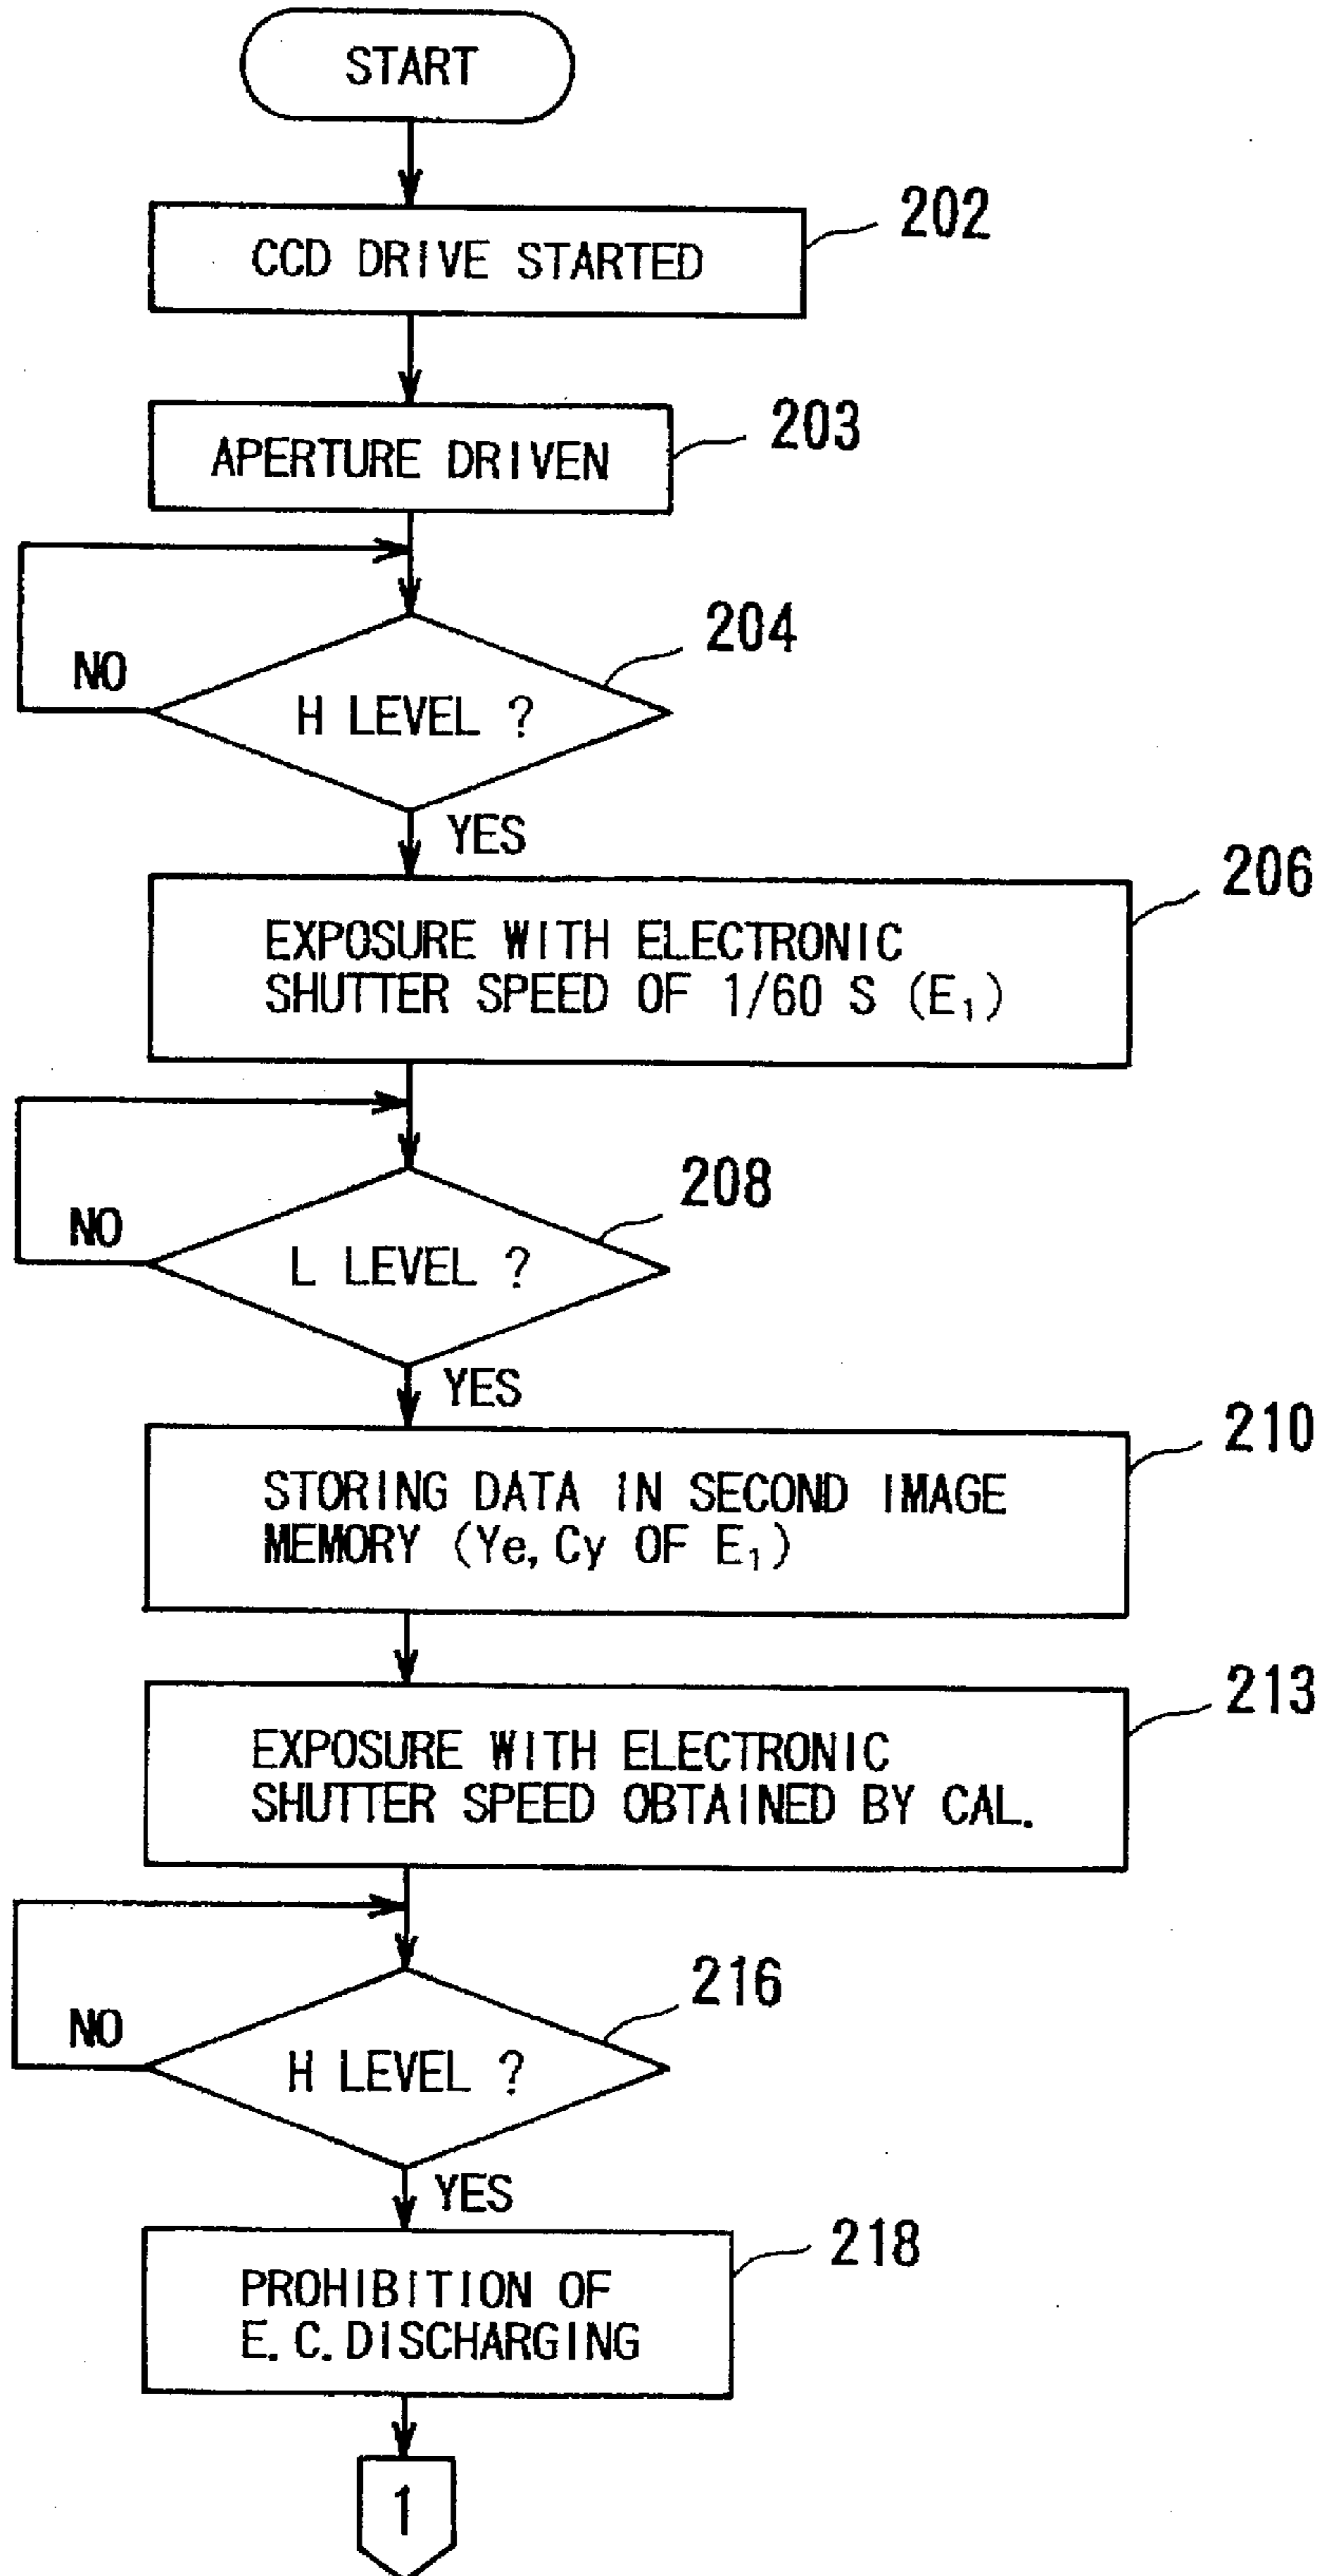 START
CCD DRIVE STARTED
202
APERTURE DRIVEN
203
H LEVEL ?
204
NO
YES
EXPOSURE WITH ELECTRONIC
SHUTTER SPEED OF 1/60 S (E₁)
206
L LEVEL ?
208
NO
YES
STORING DATA IN SECOND IMAGE
MEMORY (Ye, Cy OF E₁)
210
EXPOSURE WITH ELECTRONIC
SHUTTER SPEED OBTAINED BY CAL.
213
H LEVEL ?
216
NO
YES
PROHIBITION OF
E.C.DISCHARGING
218
1